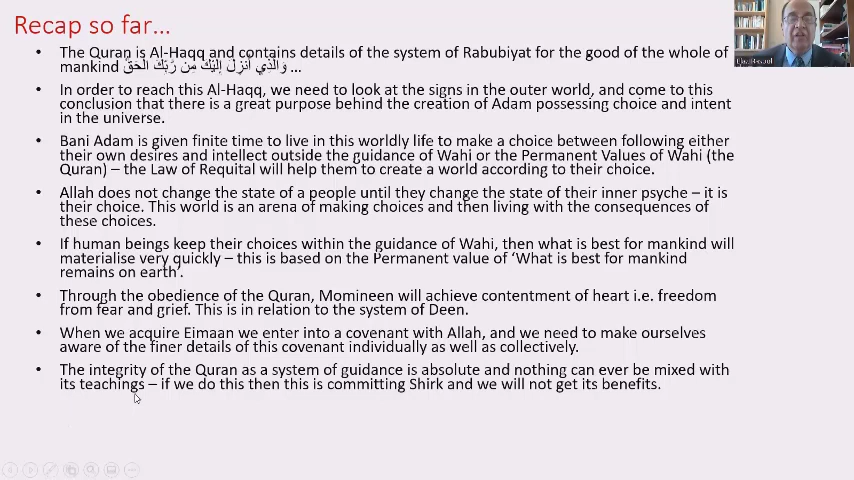 Recap so far...
• The Quran is Al-Haqq and contains details of the system of Rabubiyat for the good of the whole of
mankind وَالَّذِي أُنزِلَ إِلَيْكَ مِن رَّبِّكَ الْحَقُّ ...
• In order to reach this Al-Haqq, we need to look at the signs in the outer world, and come to this
conclusion that there is a great purpose behind the creation of Adam possessing choice and intent
in the universe.
• Bani Adam is given finite time to live in this worldly life to make a choice between following either
their own desires and intellect outside the guidance of Wahi or the Permanent Values of Wahi (the
Quran) – the Law of Requital will help them to create a world according to their choice.
• Allah does not change the state of a people until they change the state of their inner psyche – it is
their choice. This world is an arena of making choices and then living with the consequences of
these choices.
• If human beings keep their choices within the guidance of Wahi, then what is best for mankind will
materialise very quickly – this is based on the Permanent value of ‘What is best for mankind
remains on earth’.
• Through the obedience of the Quran, Momineen will achieve contentment of heart i.e. freedom
from fear and grief. This is in relation to the system of Deen.
• When we acquire Eimaan we enter into a covenant with Allah, and we need to make ourselves
aware of the finer details of this covenant individually as well as collectively.
• The integrity of the Quran as a system of guidance is absolute and nothing can ever be mixed with
its teachings – if we do this then this is committing Shirk and we will not get its benefits.